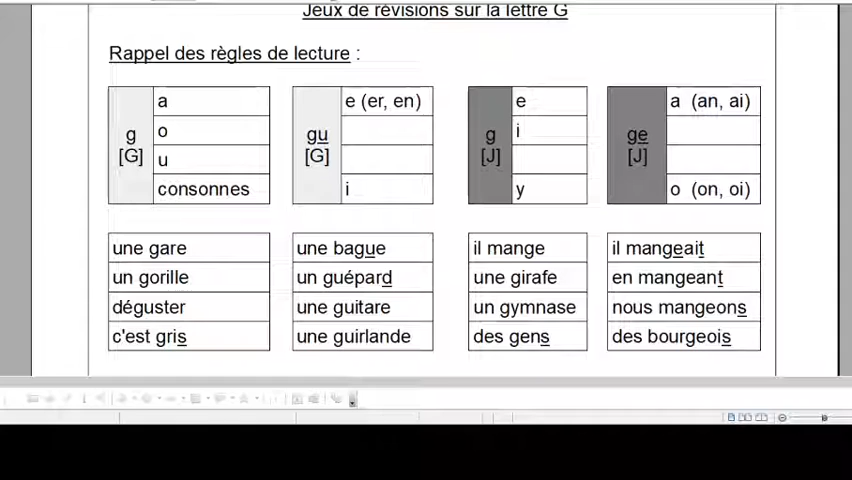 Jeux de révisions sur la lettre G
Rappel des règles de lecture :
g
[G]
a
o
u
consonnes
gu
[G]
e (er, en)
i
g
[J]
e
i
y
ge
[J]
a (an, ai)
o (on, oi)
une gare
un gorille
déguster
c'est gris
une bague
un guépard
une guitare
une guirlande
il mange
une girafe
un gymnase
des gens
il mangeait
en mangeant
nous mangeons
des bourgeois